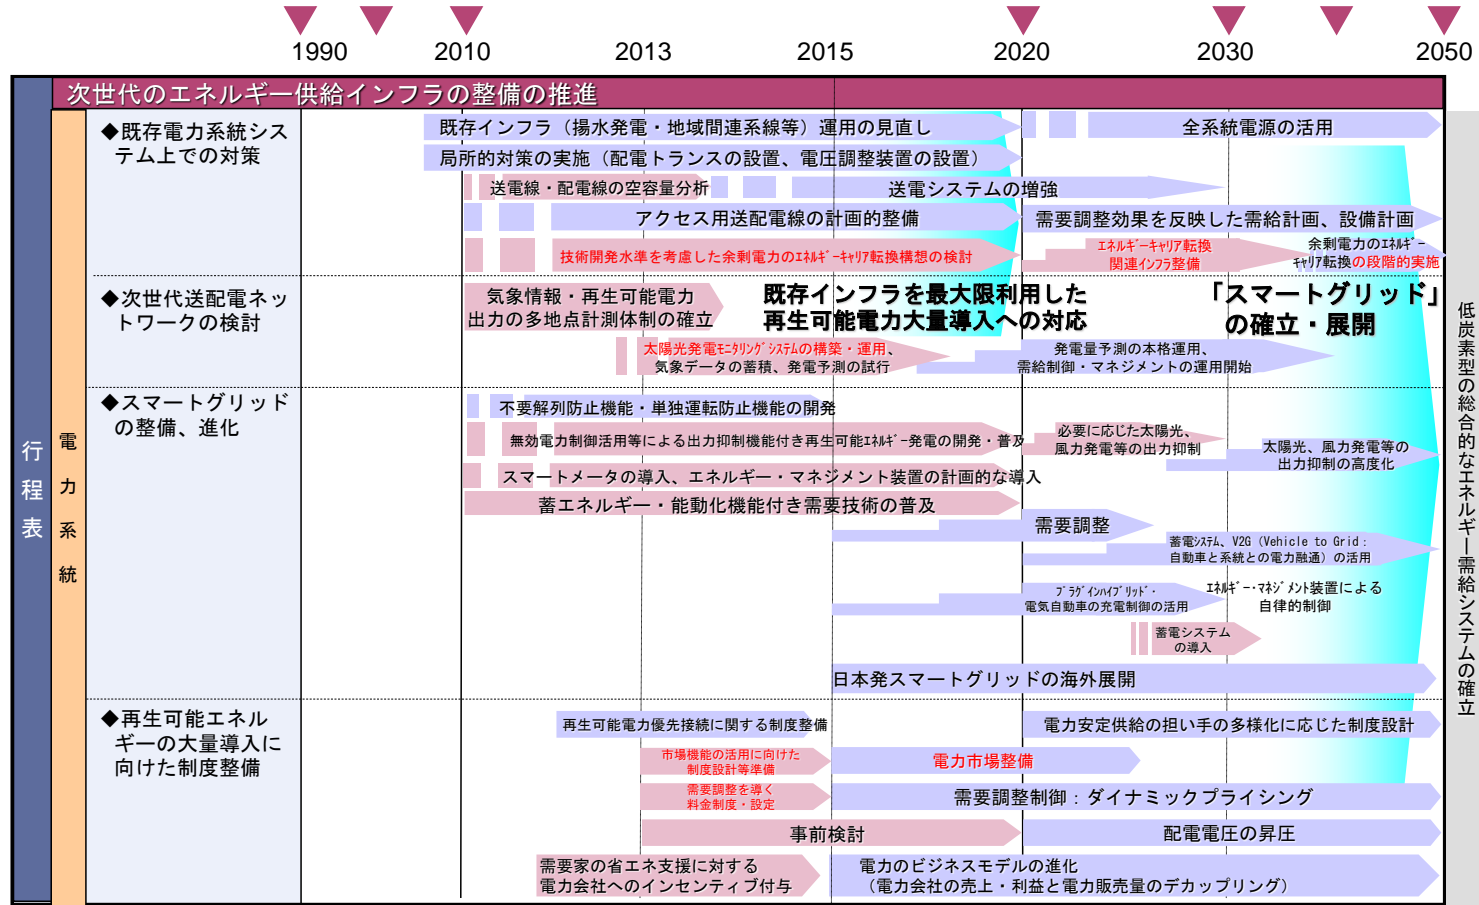 1990
2010
2013
2015
2020
2030
2050
次世代のエネルギー供給インフラの整備の推進
行程表
電力系統
◆既存電力系統シス
テム上での対策
既存インフラ（揚水発電・地域間連系線等）運用の見直し
全系統電源の活用
局所的対策の実施（配電トランスの設置、電圧調整装置の設置）
送電線・配電線の空容量分析
送電システムの増強
アクセス用送配電線の計画的整備
需要調整効果を反映した需給計画、設備計画
技術開発水準を考慮した余剰電力のｴﾈﾙｷﾞｰｷｬﾘｱ転換構想の検討
ｴﾈﾙｷﾞｰｷｬﾘｱ転換
関連インフラ整備
余剰電力のｴﾈﾙｷﾞｰ
ｷｬﾘｱ転換の段階的実施
◆次世代送配電ネッ
トワークの検討
気象情報・再生可能電力
出力の多地点計測体制の確立
既存インフラを最大限利用した
再生可能電力大量導入への対応
「スマートグリッド」
の確立・展開
太陽光発電ﾓﾆﾀﾘﾝｸﾞｼｽﾃﾑの構築・運用、
気象データの蓄積、発電予測の試行
発電量予測の本格運用、
需給制御・マネジメントの運用開始
◆スマートグリッド
の整備、進化
不要解列防止機能・単独運転防止機能の開発
無効電力制御活用等による出力抑制機能付き再生可能ｴﾈﾙｷﾞｰ発電の開発・普及
必要に応じた太陽光、
風力発電等の出力抑制
太陽光、風力発電等の
出力抑制の高度化
スマートメータの導入、エネルギー・マネジメント装置の計画的な導入
蓄エネルギー・能動化機能付き需要技術の普及
需要調整
蓄電ｼｽﾃﾑ、V2G（Vehicle to Grid：
自動車と系統との電力融通）の活用
ﾌﾟﾗｸﾞｲﾝﾊｲﾌﾞﾘｯﾄﾞ・
電気自動車の充電制御の活用
ｴﾈﾙｷﾞｰ・ﾏﾈｼﾞﾒﾝﾄ装置による
自律的制御
蓄電システム
の導入
日本発スマートグリッドの海外展開
◆再生可能エネル
ギーの大量導入に
向けた制度整備
再生可能電力優先接続に関する制度整備
電力安定供給の担い手の多様化に応じた制度設計
市場機能の活用に向けた
制度設計等準備
電力市場整備
需要調整を導く
料金制度・設定
需要調整制御：ダイナミックプライシング
事前検討
配電電圧の昇圧
需要家の省エネ支援に対する
電力会社へのインセンティブ付与
電力のビジネスモデルの進化
（電力会社の売上・利益と電力販売量のデカップリング）
低炭素型の総合的なエネルギー需給システムの確立